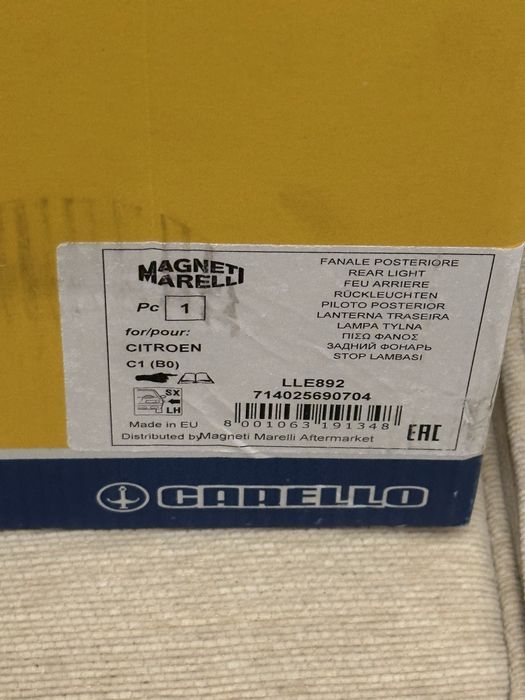 MAGNETI
MARELLI
Pc 1
for/pour:
CITROEN
C1 (B0)
SX
LH
Made in EU
Distributed by Magneti Marelli Aftermarket
FANALE POSTERIORE
REAR LIGHT
FEU ARRIERE
RÜCKLEUCHTEN
PILOTO POSTERIOR
LANTERNA TRASEIRA
LAMPA TYLNA
ΠΙΣΩ ΦΑΝΟΣ
ЗАДНИЙ ФОНАРЬ
STOP LAMBASI
LLE892
714025690704
8 001063 191348
EAC
CARELLO